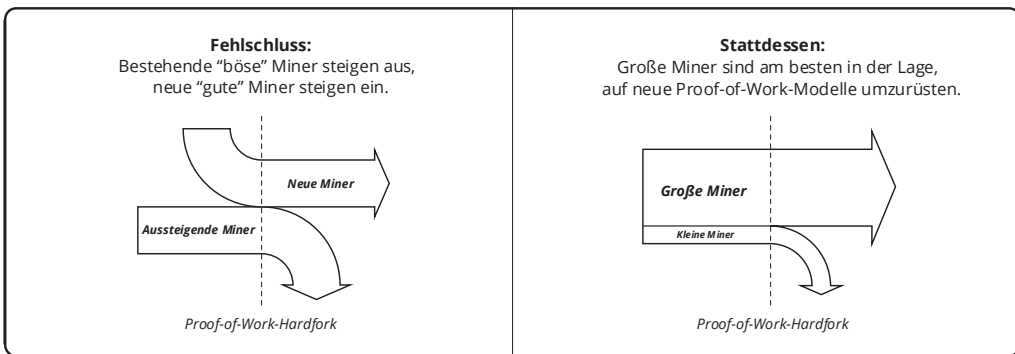 Fehlschluss:
Bestehende “böse” Miner steigen aus,
neue “gute” Miner steigen ein.
Neue Miner
Aussteigende Miner
Proof-of-Work-Hardfork
Stattdessen:
Große Miner sind am besten in der Lage,
auf neue Proof-of-Work-Modelle umzurüsten.
Große Miner
Kleine Miner
Proof-of-Work-Hardfork